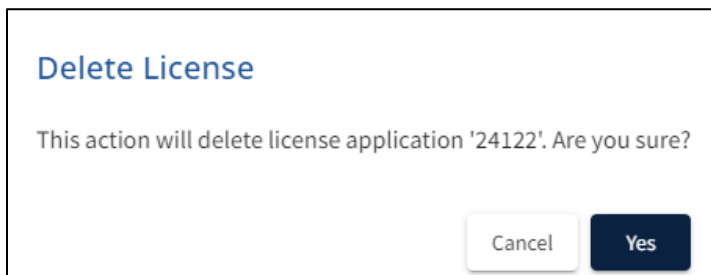 Delete License
This action will delete license application '24122'. Are you sure?
Cancel Yes